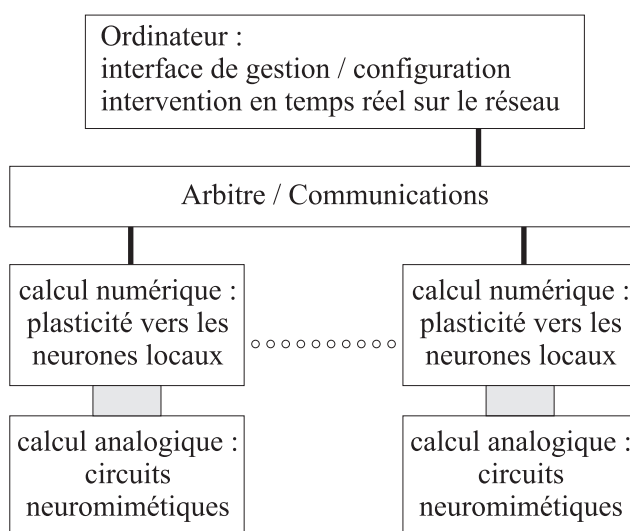 Ordinateur :
interface de gestion / configuration
intervention en temps réel sur le réseau
Arbitre / Communications
calcul numérique :
plasticité vers les
neurones locaux
calcul numérique :
plasticité vers les
neurones locaux
calcul analogique :
circuits
neuromimétiques
calcul analogique :
circuits
neuromimétiques